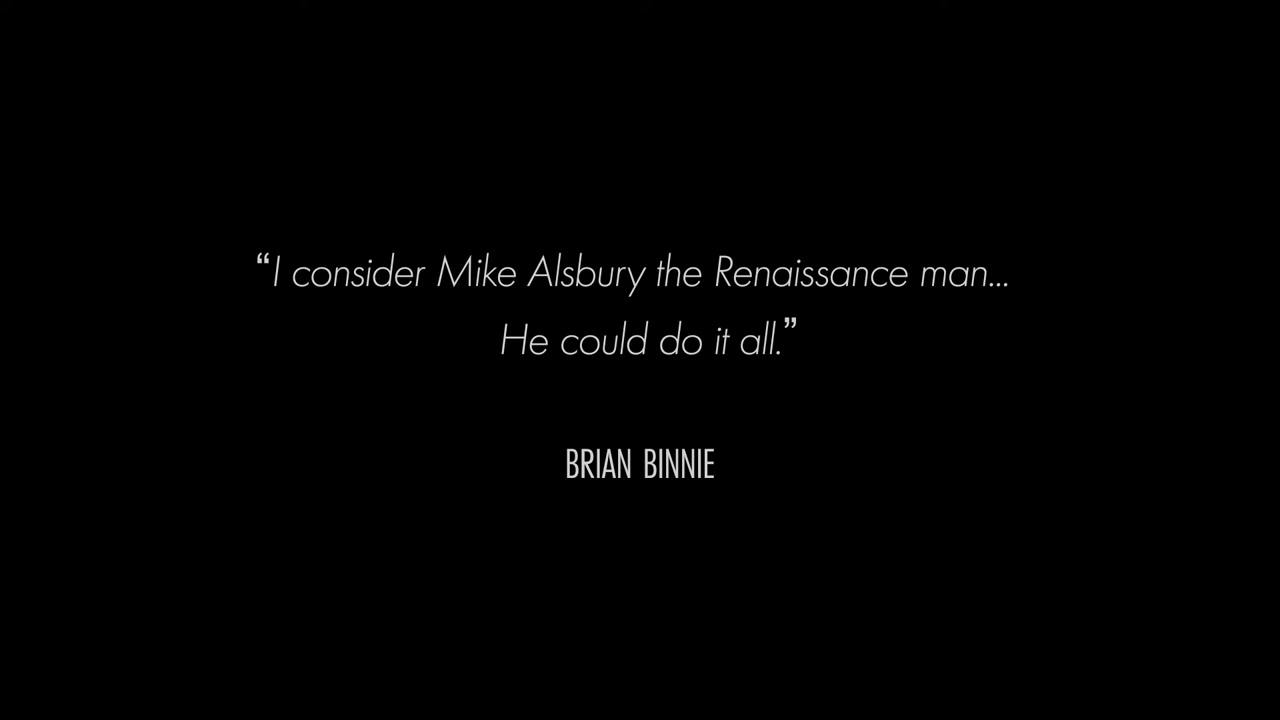 “I consider Mike Alsbury the Renaissance man...
He could do it all.”
BRIAN BINNIE